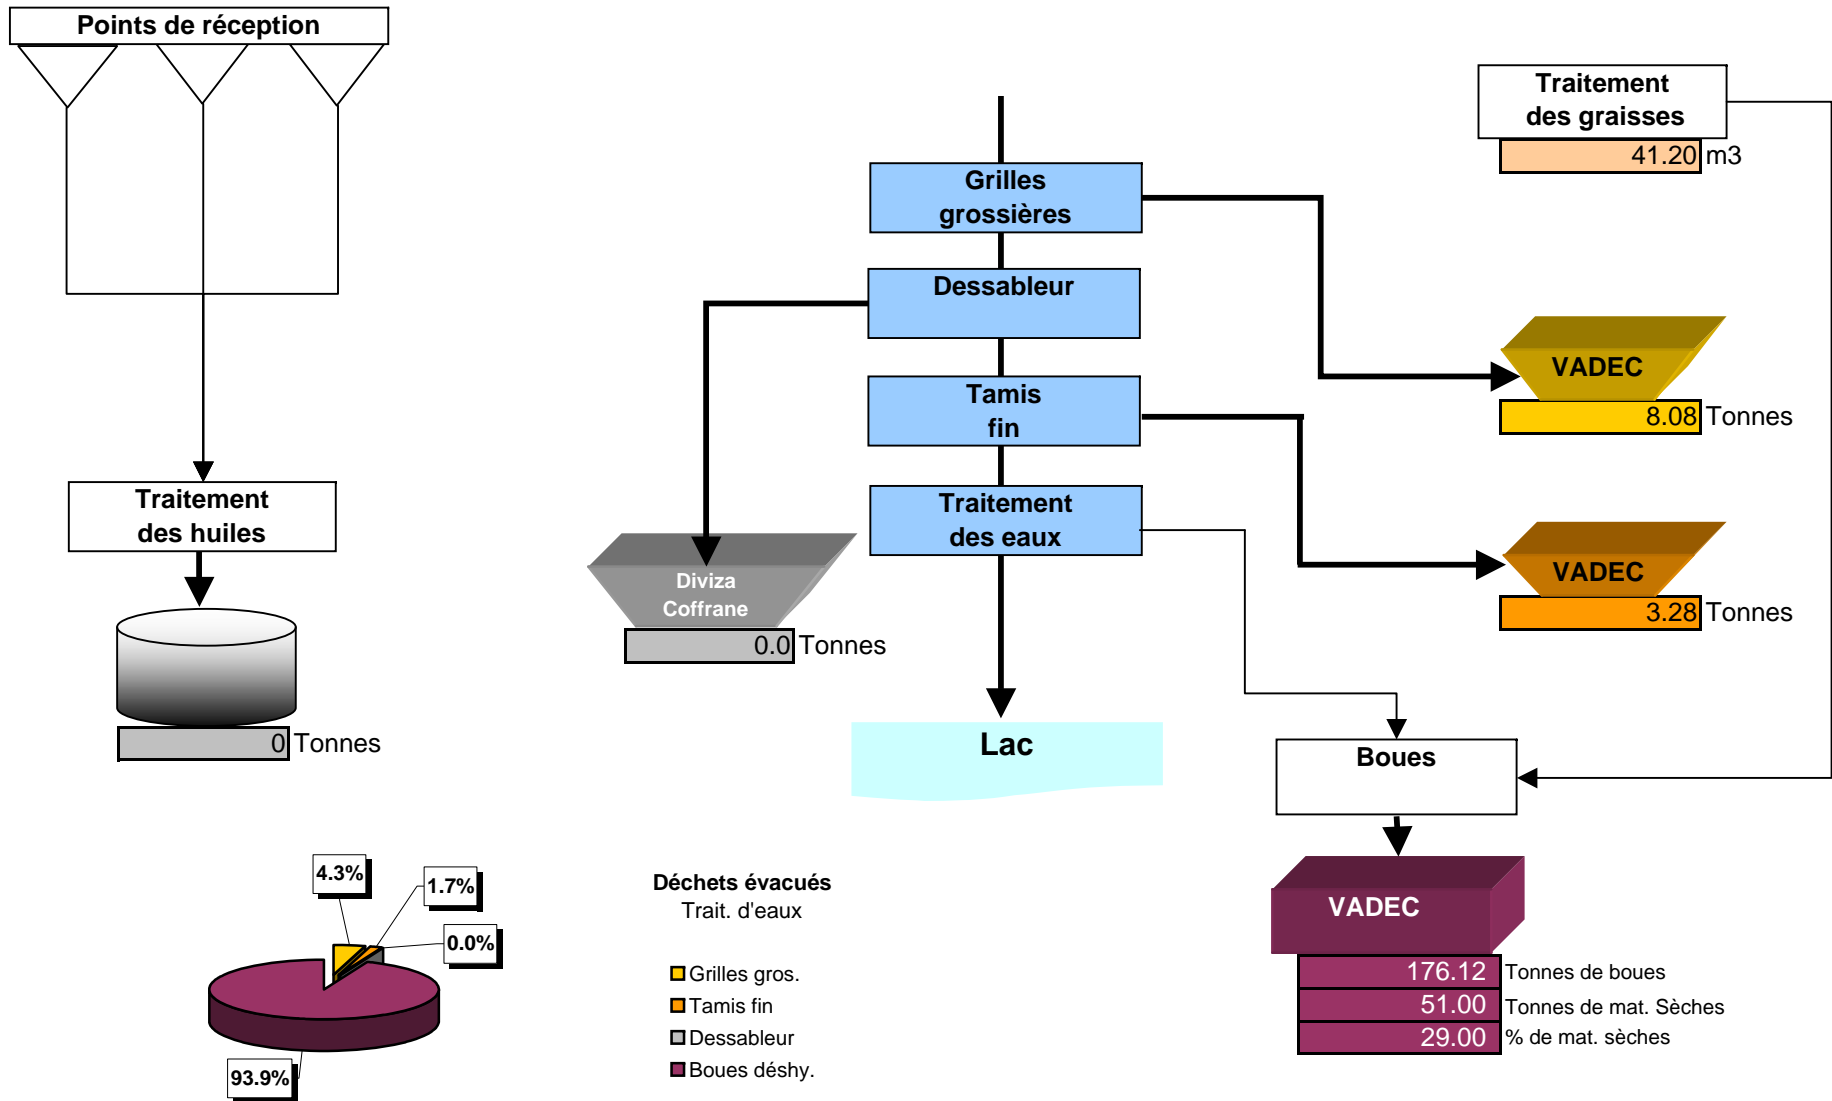 Points de réception
Traitement
des graisses
41.20 m3
Grilles
grossières
Dessableur
VADEC
8.08 Tonnes
Tamis
fin
Traitement
des huiles
Traitement
des eaux
Diviza
Coffrane
0.0 Tonnes
VADEC
3.28 Tonnes
0 Tonnes
Lac
Boues
4.3%
1.7%
0.0%
93.9%
Déchets évacués
Trait. d'eaux
Grilles gros.
Tamis fin
Dessableur
Boues déshy.
VADEC
176.12 Tonnes de boues
51.00 Tonnes de mat. Sèches
29.00 % de mat. sèches